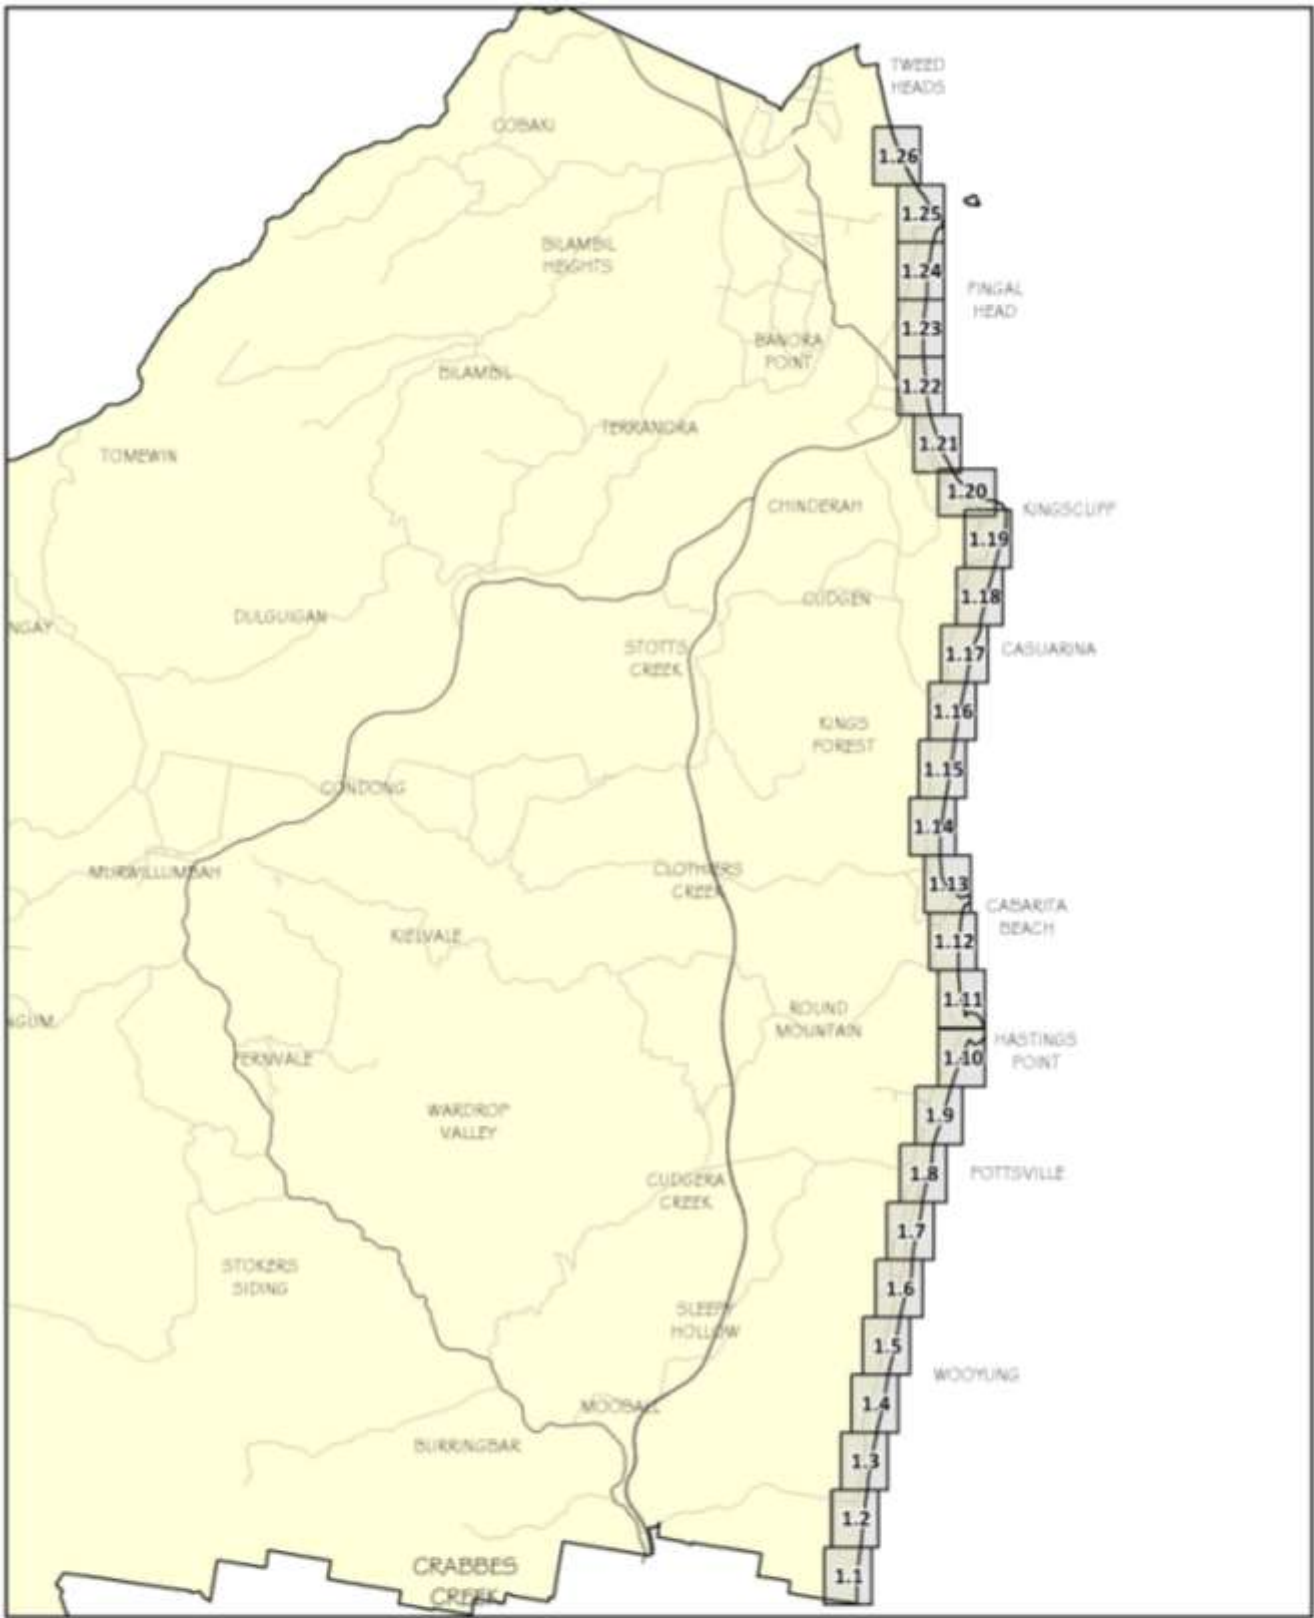 TWEED
HEADS
COBAKI
1.26
1.25
BILAMBIL
HEIGHTS
1.24
FINGAL
HEAD
1.23
BANORA
POINT
BILAMBIL
1.22
TERRANORA
1.21
TOMEWIN
1.20
CHINDERAH
KINGSCLIFF
1.19
1.18
CUDGEN
DULGUIGAN
NGAY
STOTTS
CREEK
1.17
CASUARINA
1.16
KINGS
FOREST
1.15
CONDONG
1.14
MURWILLUMBAH
CLOTHIERS
CREEK
1.13
CABARITA
BEACH
KIELVALE
1.12
1.11
ROUND
MOUNTAIN
GUM
HASTINGS
POINT
1.10
FERNVALE
WARDROP
VALLEY
1.9
1.8
POTTSVILLE
CUDGERA
CREEK
1.7
STOKERS
SIDING
1.6
SLEEPY
HOLLOW
1.5
WOOYUNG
1.4
MOOBALL
BURRINGBAR
1.3
1.2
CRABBES
CREEK
1.1